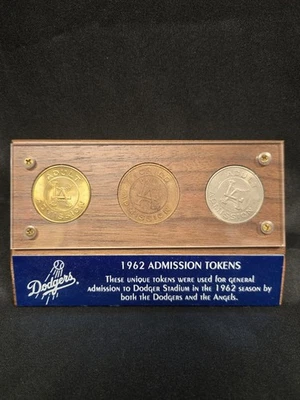 1962 ADMISSION TOKENS
Dodgers
THESE UNIQUE TOKENS WERE USED FOR GENERAL
ADMISSION TO DODGER STADIUM IN THE 1962 SEASON BY
BOTH THE DODGERS AND THE ANGELS.